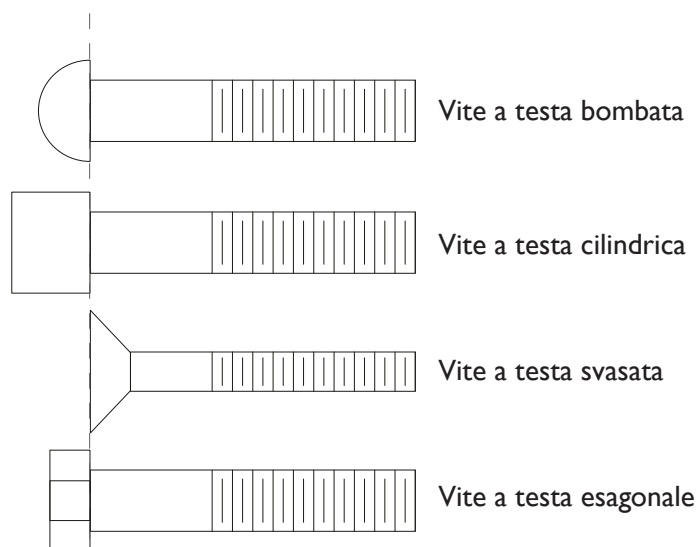 Vite a testa bombata
Vite a testa cilindrica
Vite a testa svasata
Vite a testa esagonale